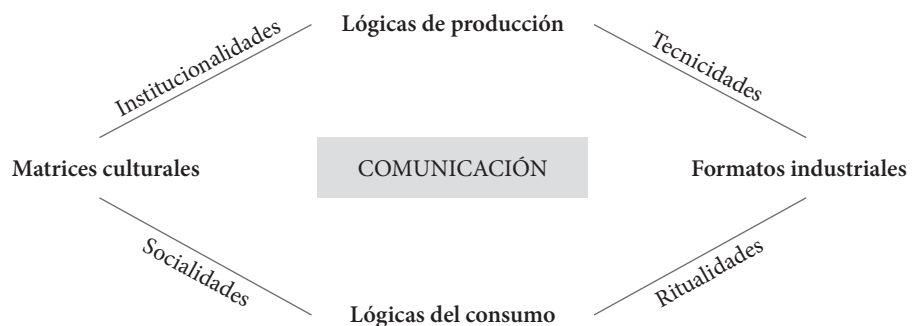 Lógicas de producción
Institucionalidades
Tecnicidades
Matrices culturales
COMUNICACIÓN
Formatos industriales
Socialidades
Ritualidades
Lógicas del consumo